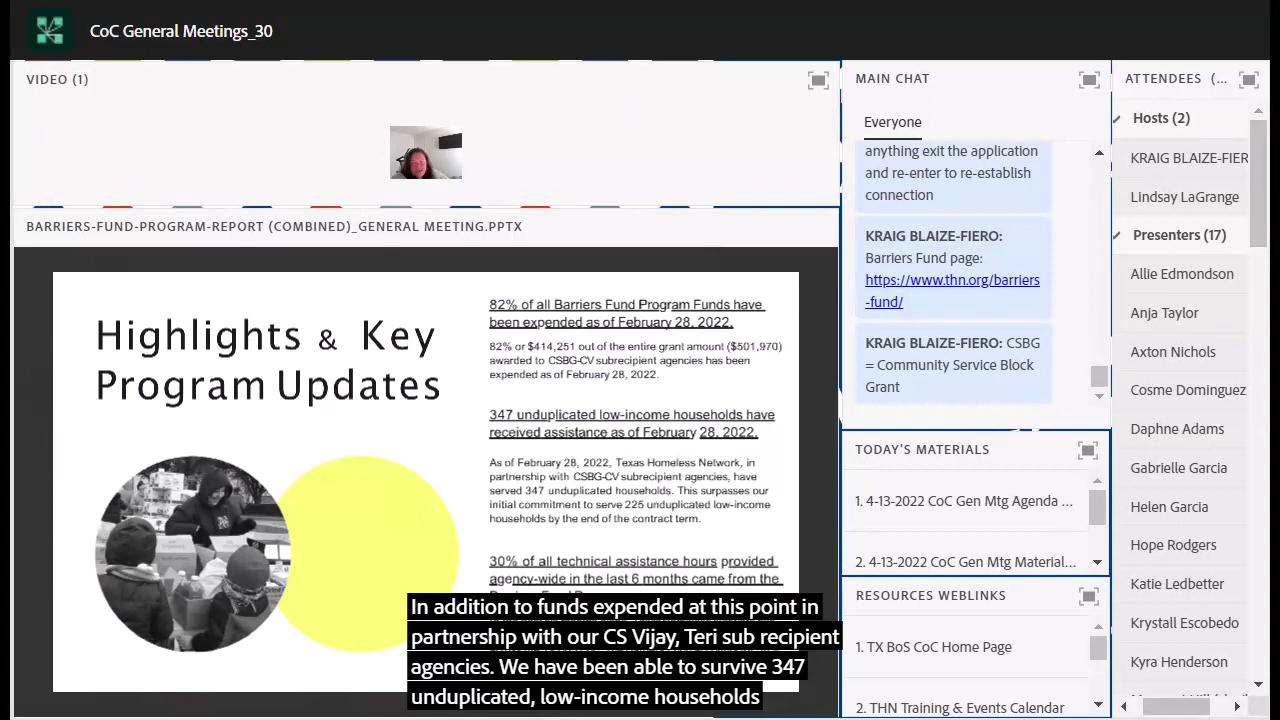 CoC General Meetings_30
VIDEO (1)
BARRIERS-FUND-PROGRAM-REPORT (COMBINED)_GENERAL MEETING.PPTX
Highlights & Key
Program Updates
82% of all Barriers Fund Program Funds have
been expended as of February 28, 2022.
82% or $414,251 out of the entire grant amount ($501,970)
awarded to CSBG-CV subrecipient agencies has been
expended as of February 28, 2022.
347 unduplicated low-income households have
received assistance as of February 28, 2022.
As of February 28, 2022, Texas Homeless Network, in
partnership with CSBG-CV subrecipient agencies, have
served 347 unduplicated households. This surpasses our
initial commitment to serve 225 unduplicated low-income
households by the end of the contract term.
30% of all technical assistance hours provided
agency-wide in the last 6 months came from the
In addition to funds expended at this point in
partnership with our CS Vijay, Teri sub recipient
agencies. We have been able to survive 347
unduplicated, low-income households
MAIN CHAT
Everyone
anything exit the application
and re-enter to re-establish
connection
KRAIG BLAIZE-FIERO:
Barriers Fund page:
https://www.thn.org/barriers
-fund/
KRAIG BLAIZE-FIERO: CSBG
= Community Service Block
Grant
TODAY'S MATERIALS
1. 4-13-2022 CoC Gen Mtg Agenda ...
2. 4-13-2022 CoC Gen Mtg Material...
RESOURCES WEBLINKS
1. TX BoS CoC Home Page
2. THN Training & Events Calendar
ATTENDEES (...
Hosts (2)
KRAIG BLAIZE-FIER
Lindsay LaGrange
Presenters (17)
Allie Edmondson
Anja Taylor
Axton Nichols
Cosme Dominguez
Daphne Adams
Gabrielle Garcia
Helen Garcia
Hope Rodgers
Katie Ledbetter
Krystall Escobedo
Kyra Henderson